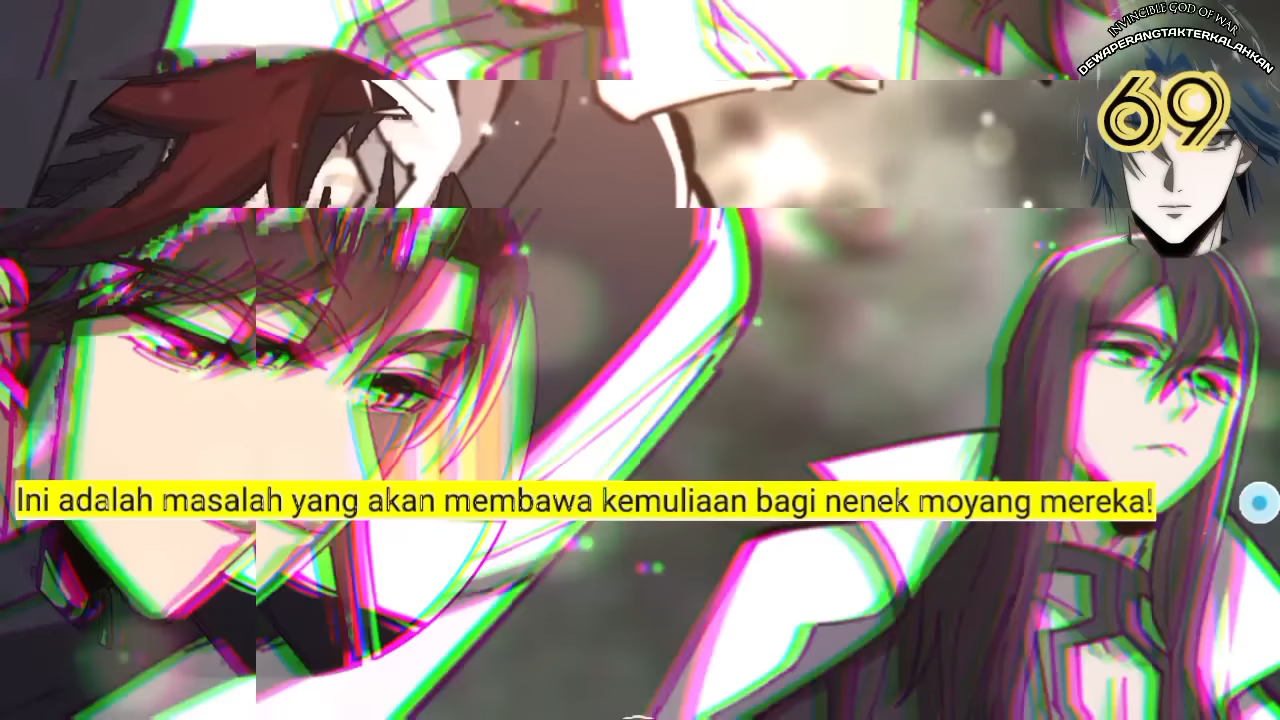 INVINCIBLE GOD OF WAR
DEWAPERANGTAKTERKALAHKAN
69
Ini adalah masalah yang akan membawa kemuliaan bagi nenek moyang mereka!